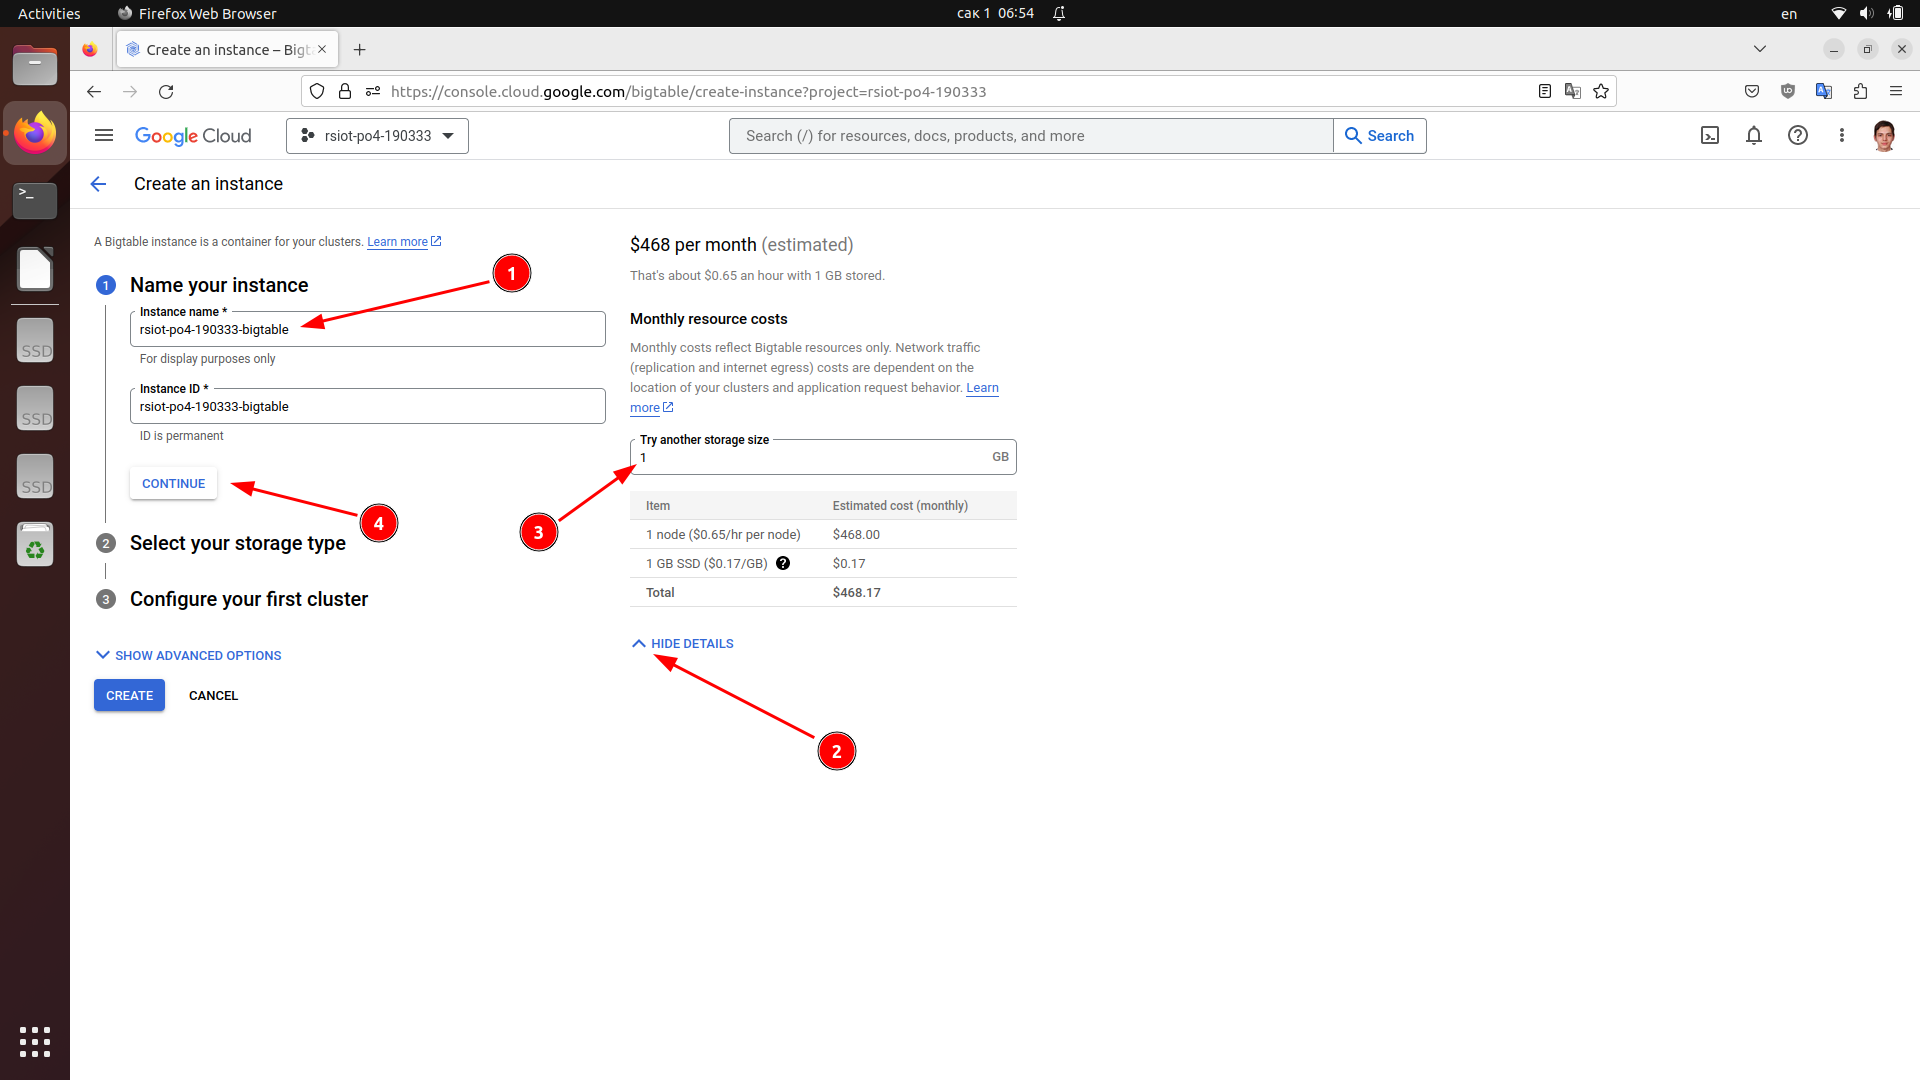 Activities
Firefox Web Browser
сак 1 06:54
en
Create an instance – Bigt
https://console.cloud.google.com/bigtable/create-instance?project=rsiot-po4-190333
Google Cloud
rsiot-po4-190333
Search (/) for resources, docs, products, and more
Search
Create an instance
A Bigtable instance is a container for your clusters. Learn more
1 Name your instance
Instance name *
rsiot-po4-190333-bigtable
For display purposes only
Instance ID *
rsiot-po4-190333-bigtable
ID is permanent
CONTINUE
2 Select your storage type
3 Configure your first cluster
SHOW ADVANCED OPTIONS
CREATE
CANCEL
$468 per month (estimated)
That's about $0.65 an hour with 1 GB stored.
Monthly resource costs
Monthly costs reflect Bigtable resources only. Network traffic
(replication and internet egress) costs are dependent on the
location of your clusters and application request behavior. Learn
more
Try another storage size
1 GB
Item Estimated cost (monthly)
1 node ($0.65/hr per node) $468.00
1 GB SSD ($0.17/GB) ? $0.17
Total $468.17
HIDE DETAILS
1
2
3
4
SSD
SSD
SSD